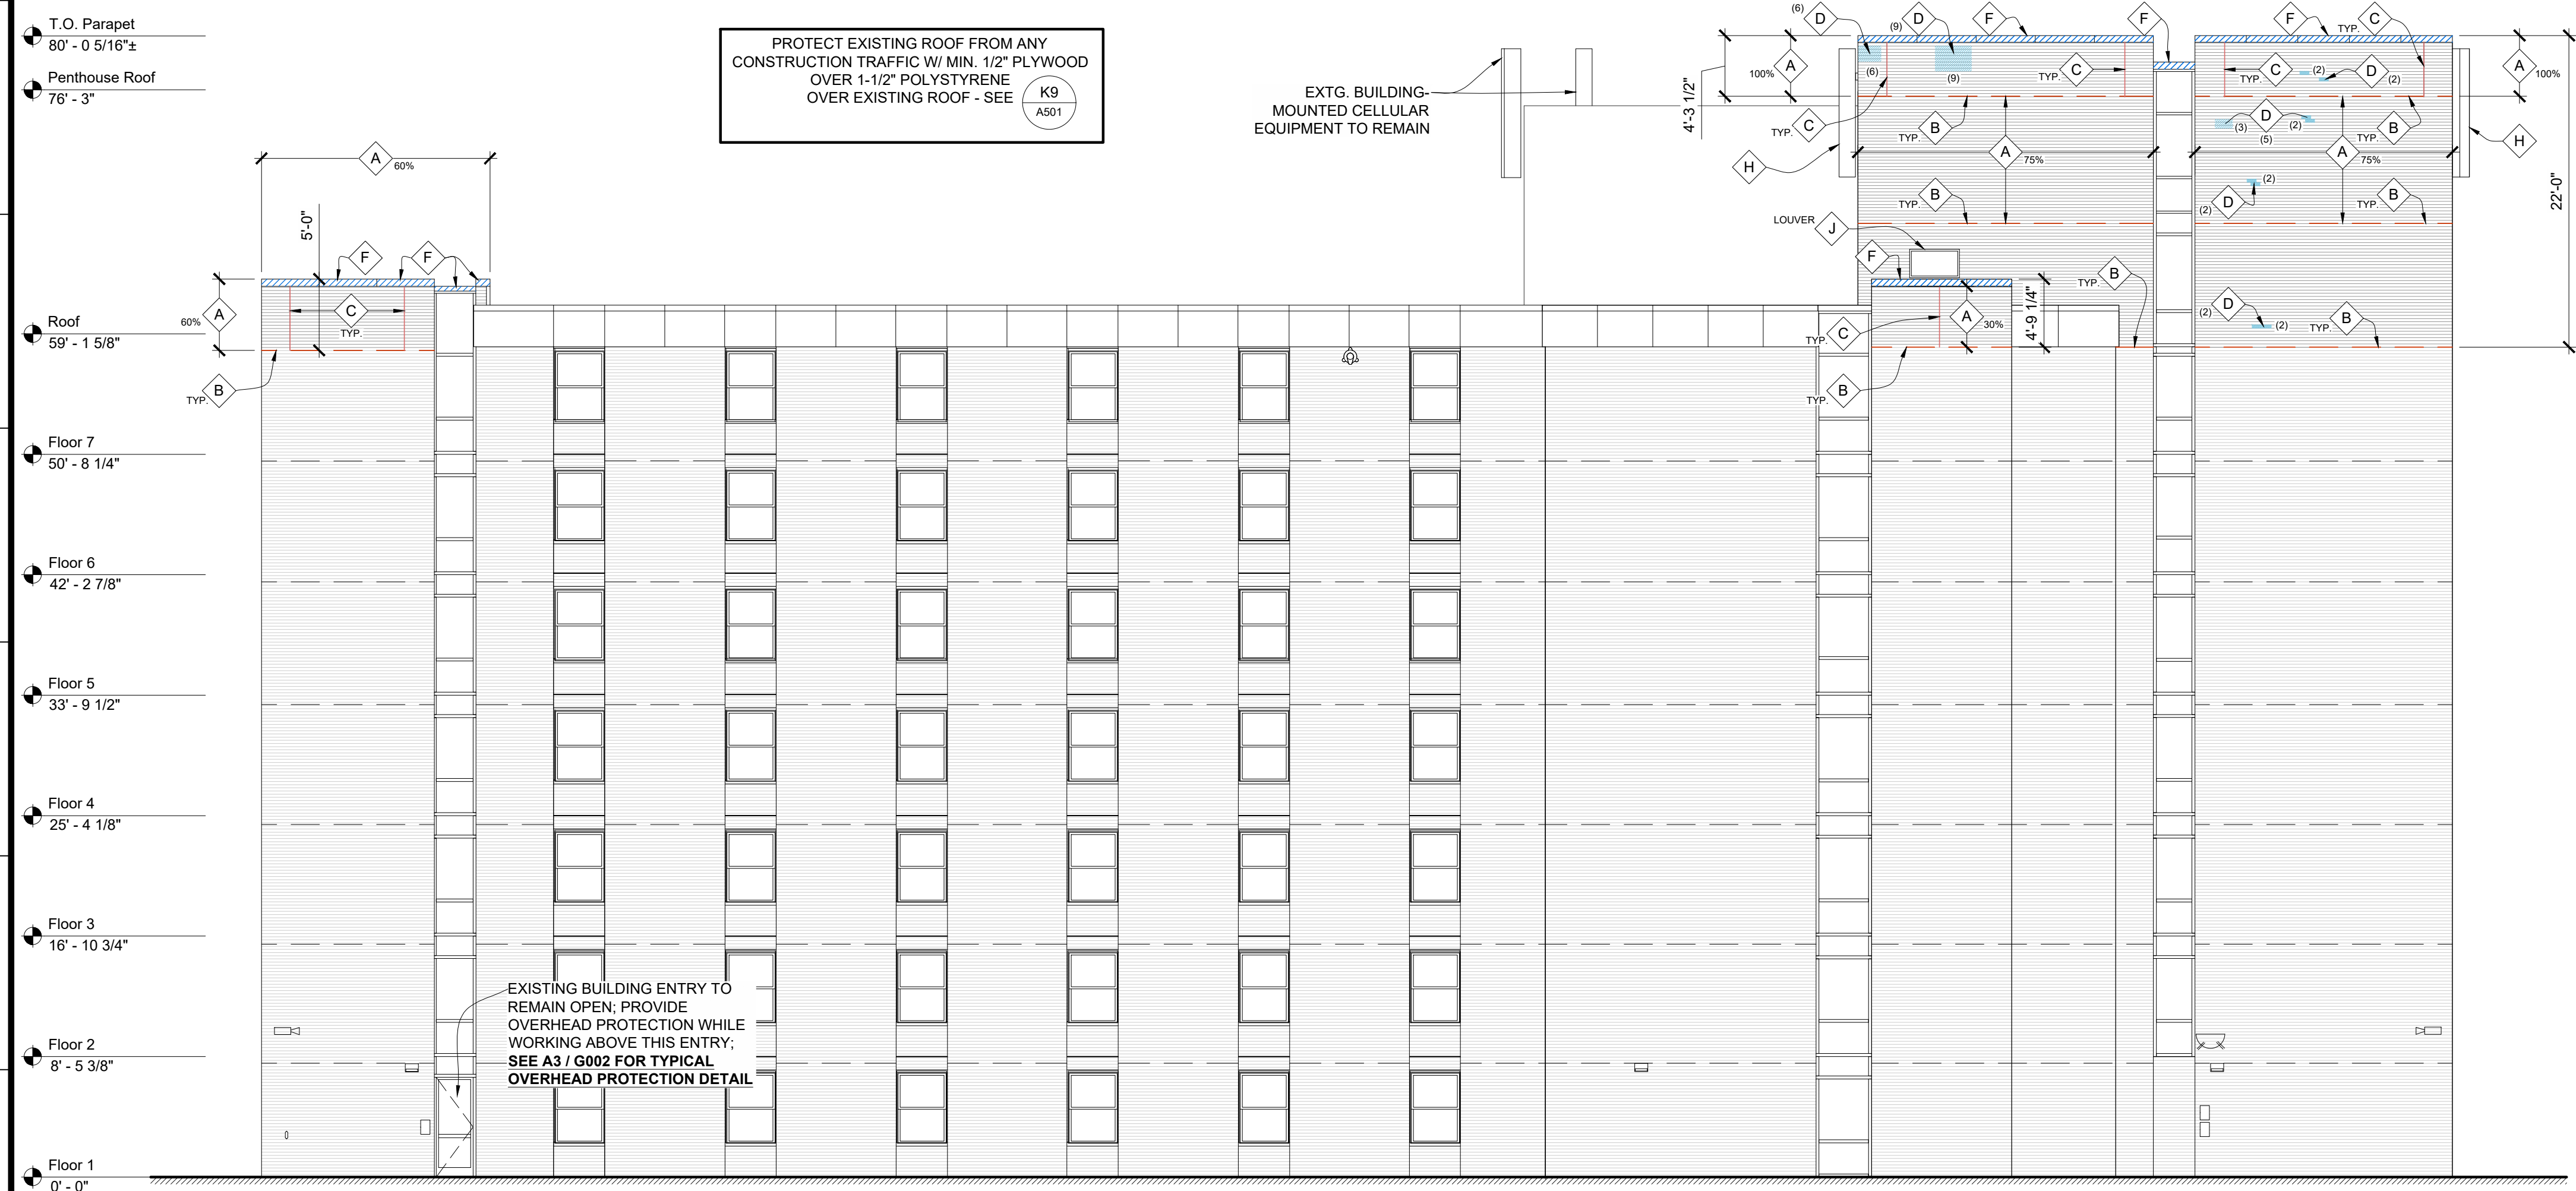 T.O. Parapet
80' - 0 5/16"±
Penthouse Roof
76' - 3"
Roof
59' - 1 5/8"
Floor 7
50' - 8 1/4"
Floor 6
42' - 2 7/8"
Floor 5
33' - 9 1/2"
Floor 4
25' - 4 1/8"
Floor 3
16' - 10 3/4"
Floor 2
8' - 5 3/8"
Floor 1
0' - 0"
A 60%
5'-0"
F
F
60% A
C
TYP.
TYP. B
PROTECT EXISTING ROOF FROM ANY
CONSTRUCTION TRAFFIC W/ MIN. 1/2" PLYWOOD
OVER 1-1/2" POLYSTYRENE
OVER EXISTING ROOF - SEE
K9
A501
EXTG. BUILDING-
MOUNTED CELLULAR
EQUIPMENT TO REMAIN
EXISTING BUILDING ENTRY TO
REMAIN OPEN; PROVIDE
OVERHEAD PROTECTION WHILE
WORKING ABOVE THIS ENTRY;
SEE A3 / G002 FOR TYPICAL
OVERHEAD PROTECTION DETAIL
4'-3 1/2"
(6) D
(9) D
F
F
F
TYP. C
100% A
(6)
(9)
TYP. C
TYP. C
(2)
D (2)
A 100%
TYP. C
TYP. B
(3) D (2)
(5)
TYP. B
H
A 75%
A 75%
H
TYP. B
(2)
(2) D
TYP. B
22'-0"
LOUVER J
F
TYP. B
A 30%
4'-9 1/4"
(2) D
(2)
TYP. B
TYP. C
TYP. B